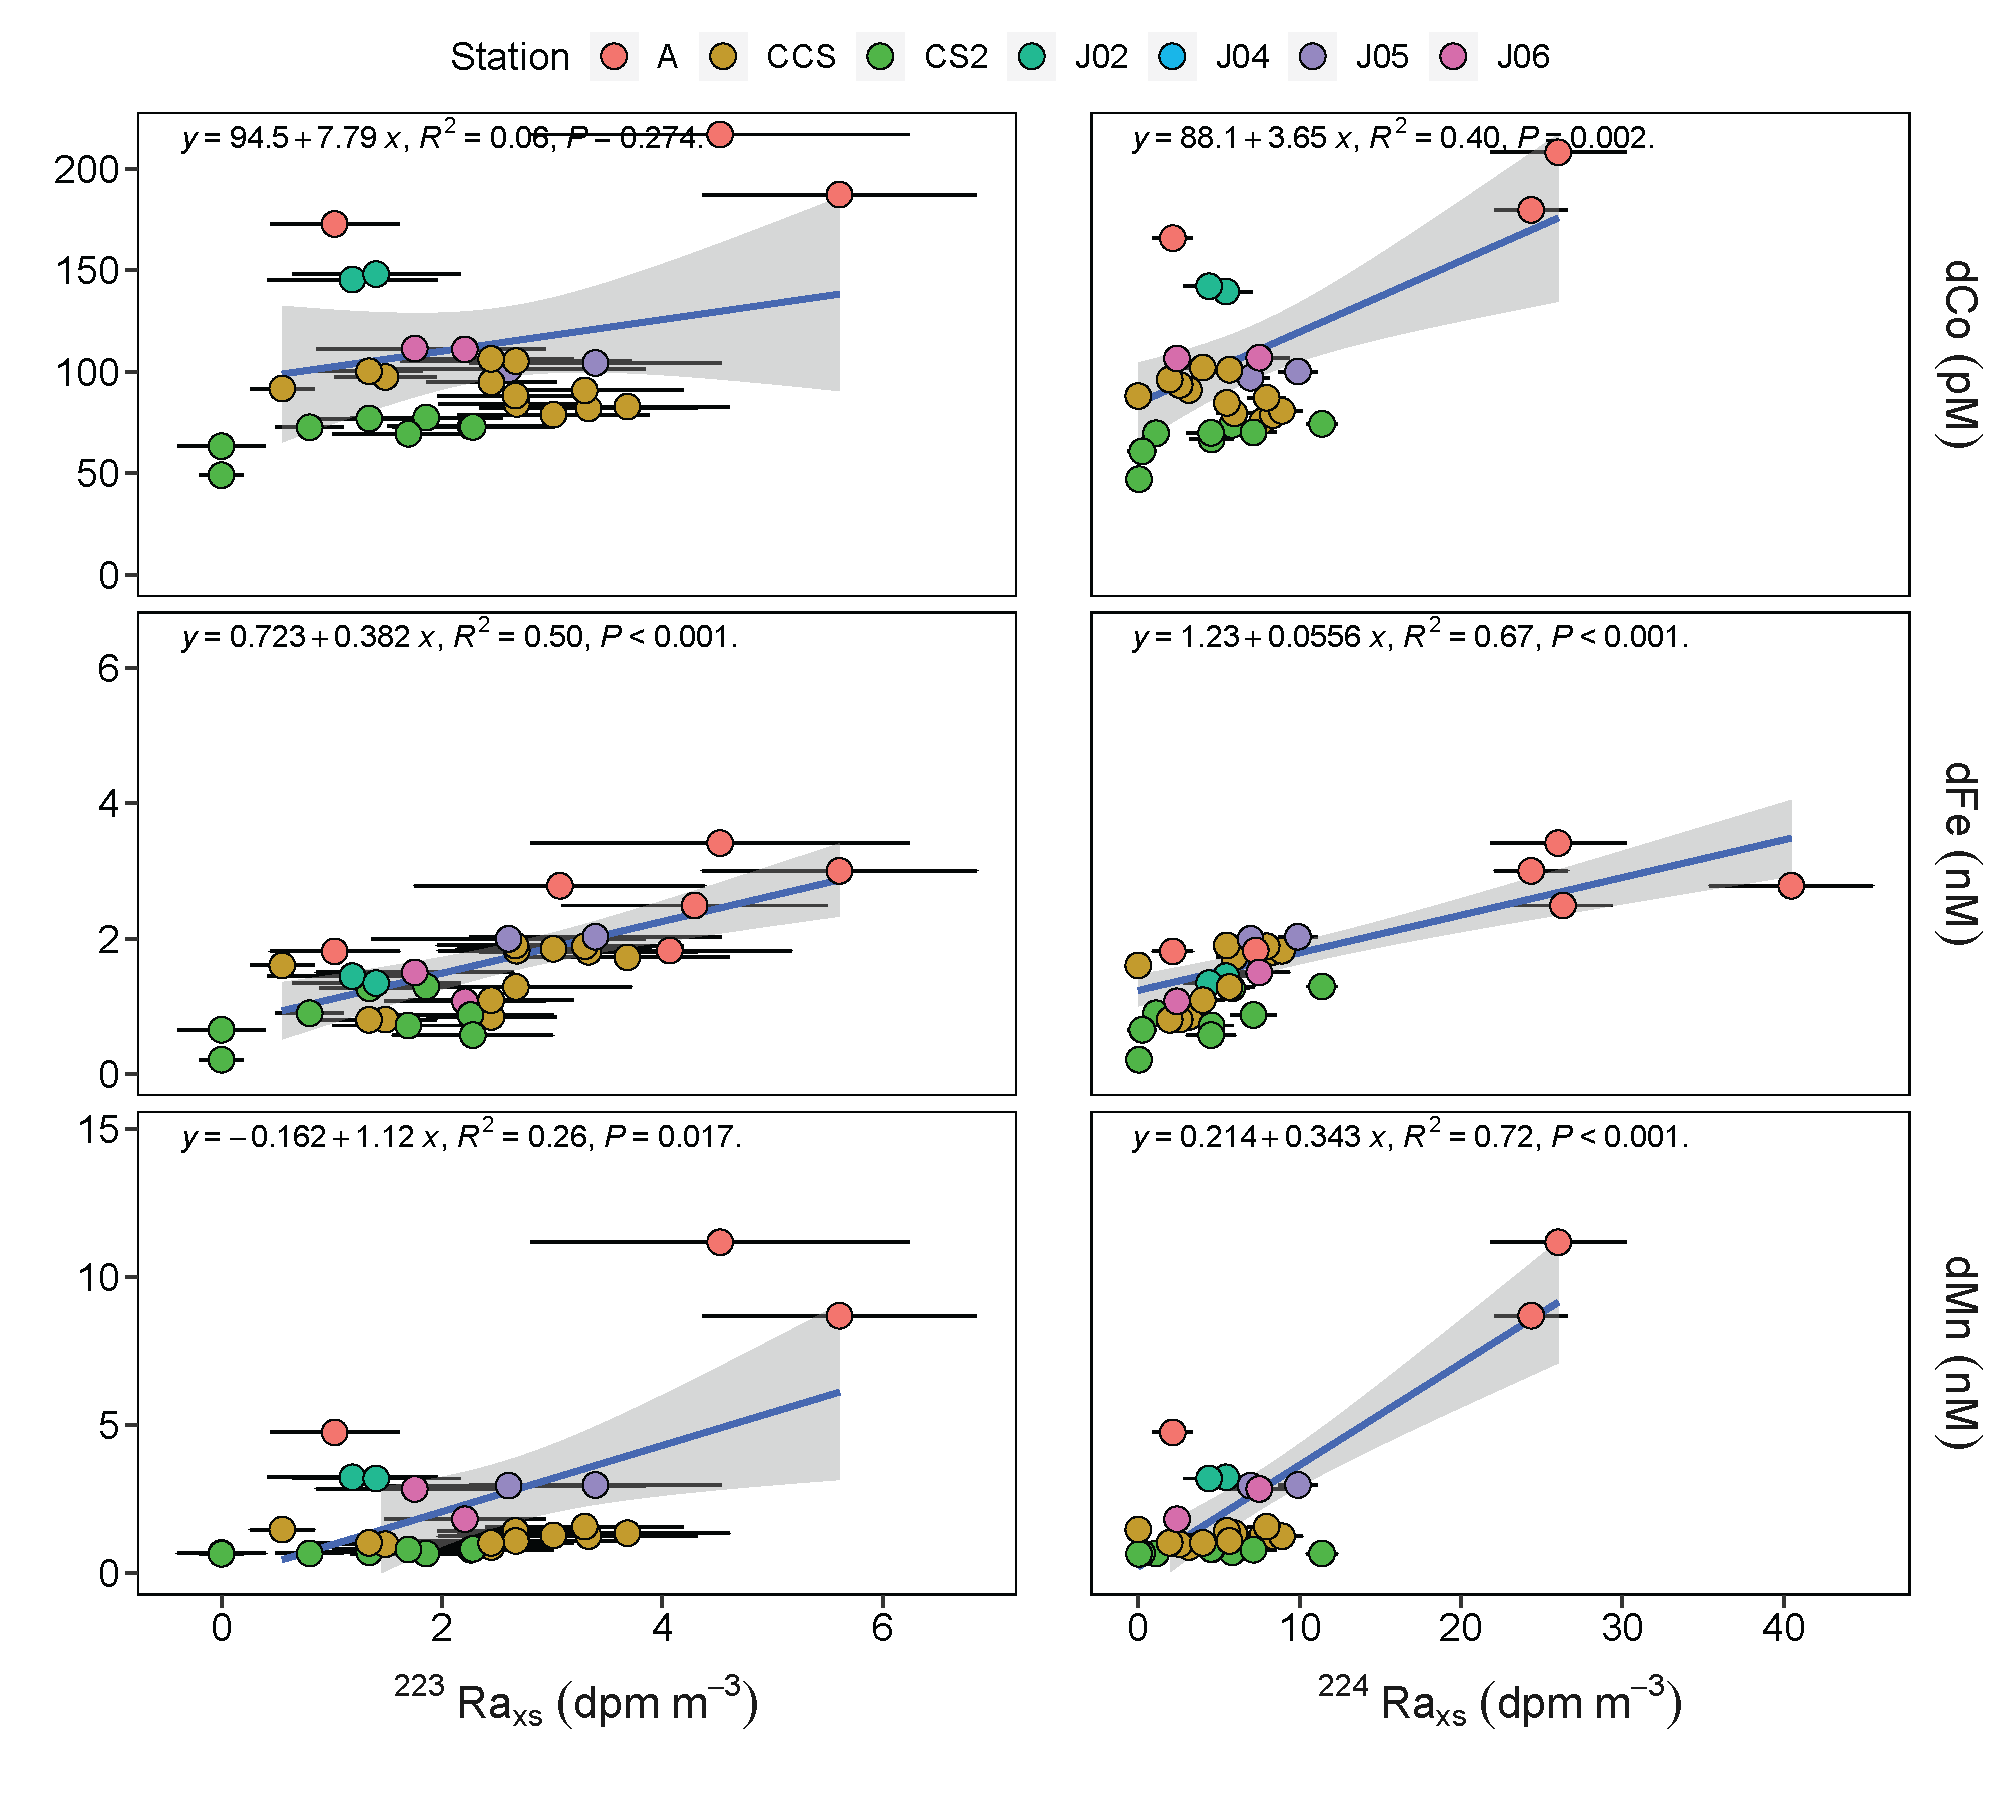 Station A CCS CS2 J02 J04 J05 J06
y = 94.5 + 7.79 x, R² = 0.06, P = 0.274.
y = 88.1 + 3.65 x, R² = 0.40, P = 0.002.
200
150
100
50
0
dCo (pM)
y = 0.723 + 0.382 x, R² = 0.50, P < 0.001.
y = 1.23 + 0.0556 x, R² = 0.67, P < 0.001.
6
4
2
0
dFe (nM)
y = −0.162 + 1.12 x, R² = 0.26, P = 0.017.
y = 0.214 + 0.343 x, R² = 0.72, P < 0.001.
15
10
5
0
dMn (nM)
0 2 4 6
0 10 20 30 40
²²³ Raₓₛ (dpm m⁻³)
²²⁴ Raₓₛ (dpm m⁻³)